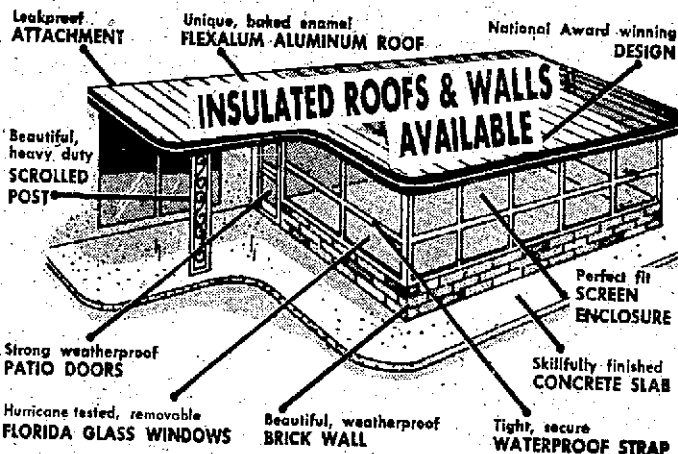 Leakproof
ATTACHMENT
Unique, baked enamel
FLEXALUM ALUMINUM ROOF
National Award winning
DESIGN
INSULATED ROOFS & WALLS
AVAILABLE
Beautiful,
heavy duty
SCROLLED
POST
Perfect fit
SCREEN
ENCLOSURE
Strong weatherproof
PATIO DOORS
Skillfully finished
CONCRETE SLAB
Hurricane tested, removable
FLORIDA GLASS WINDOWS
Beautiful, weatherproof
BRICK WALL
Tight, secure
WATERPROOF STRAP